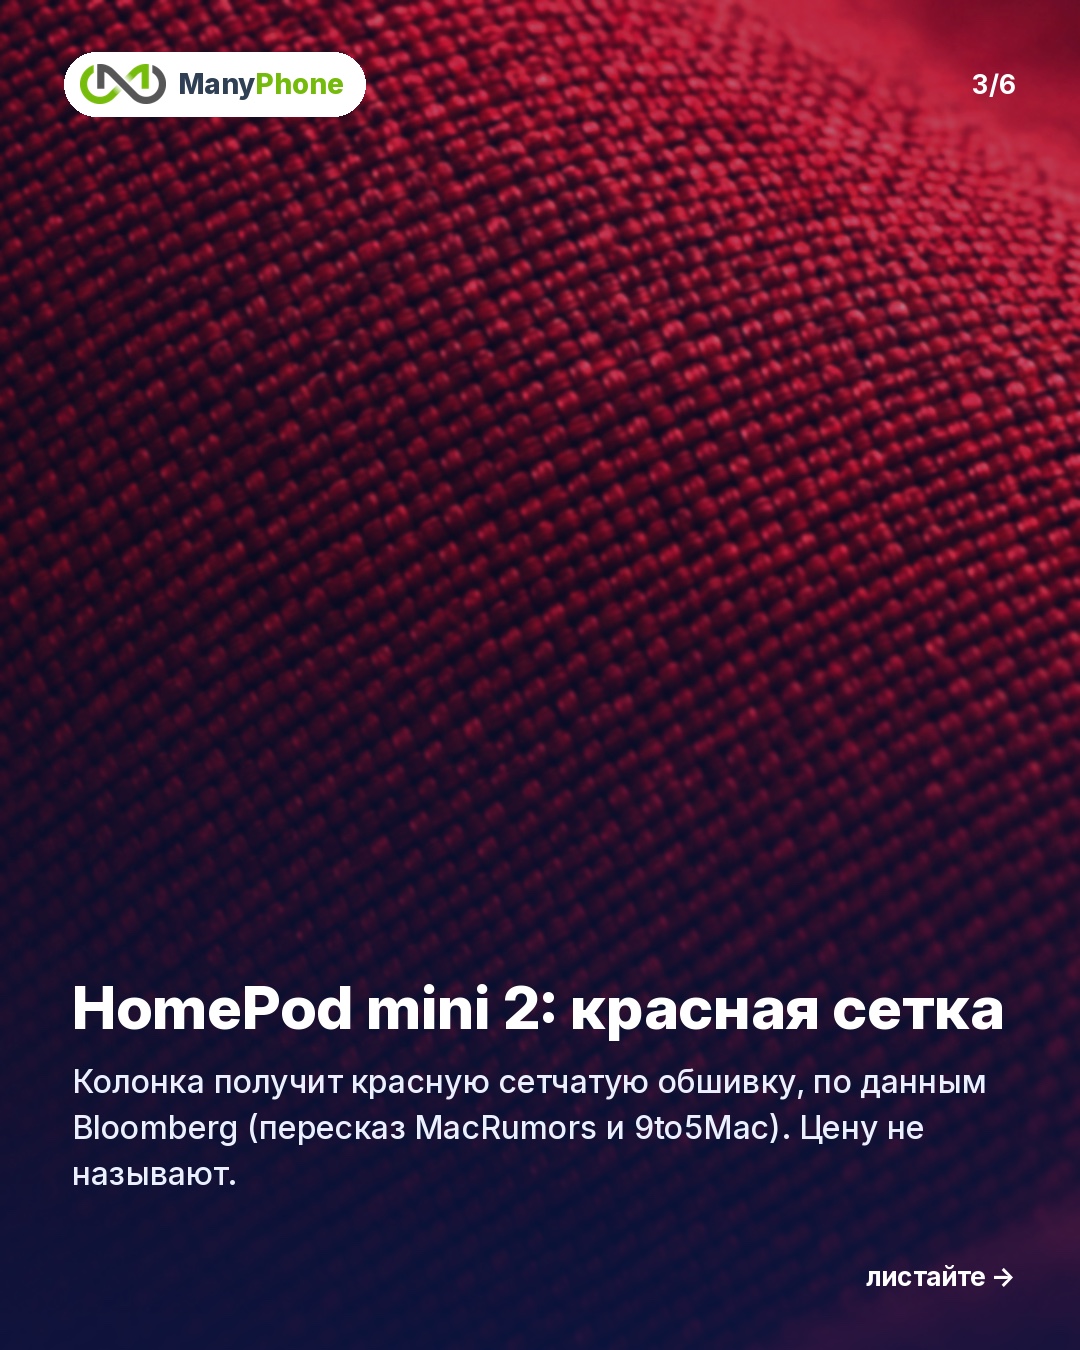 ManyPhone
3/6
HomePod mini 2: красная сетка
Колонка получит красную сетчатую обшивку, по данным
Bloomberg (пересказ MacRumors и 9to5Mac). Цену не
называют.
листайте →